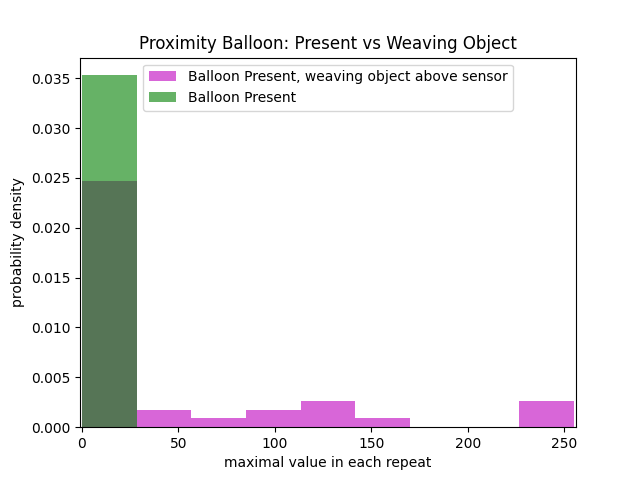 Proximity Balloon: Present vs Weaving Object
Balloon Present, weaving object above sensor
Balloon Present
probability density
0.035
0.030
0.025
0.020
0.015
0.010
0.005
0.000
0 50 100 150 200 250
maximal value in each repeat